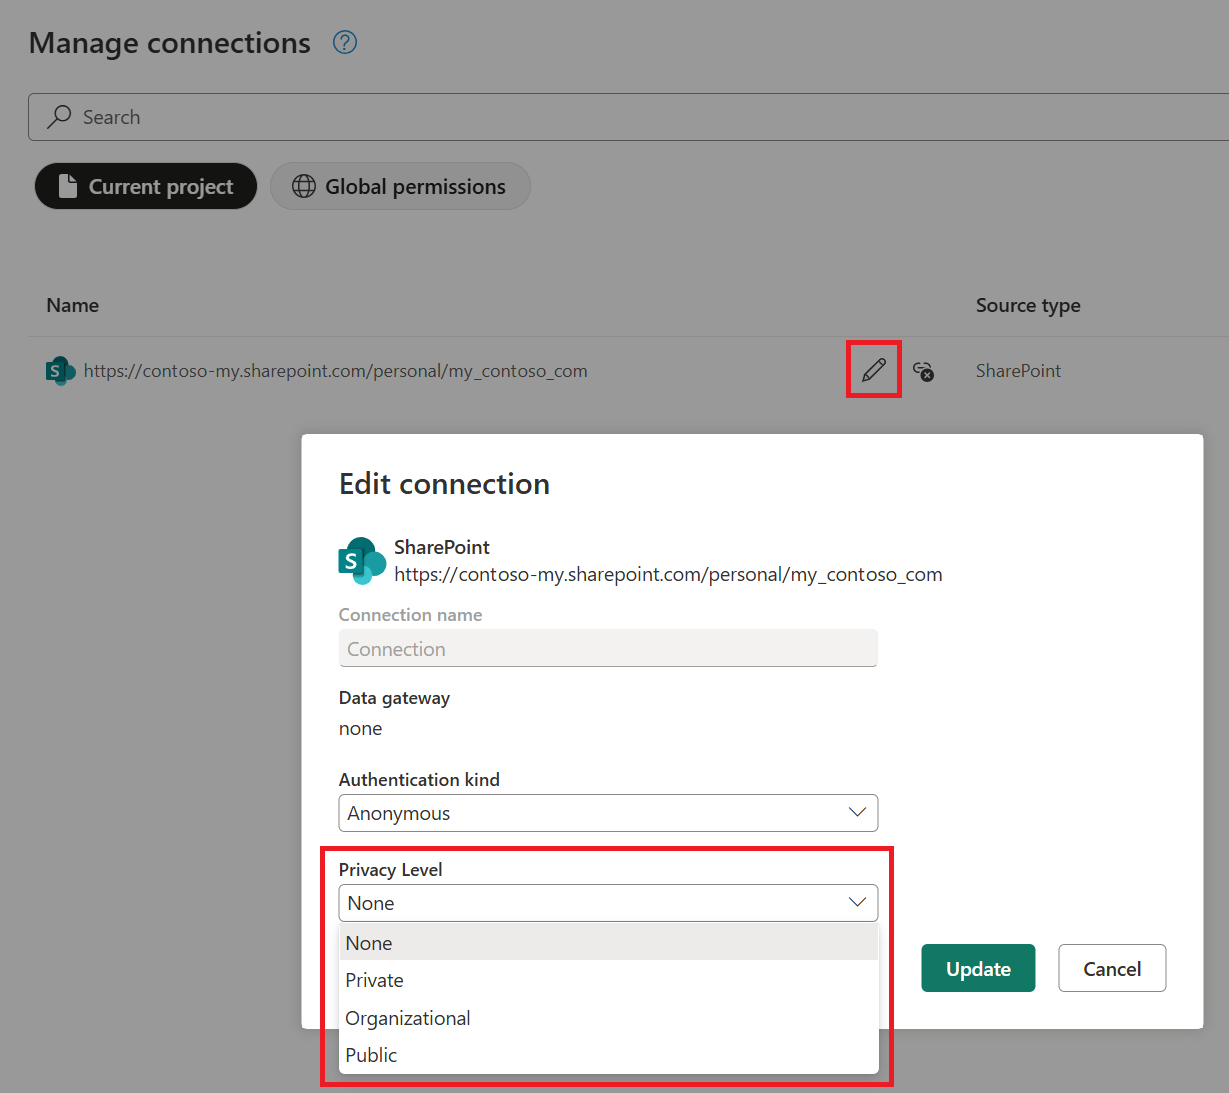 Manage connections
Search
Current project
Global permissions
Name
Source type
https://contoso-my.sharepoint.com/personal/my_contoso_com
SharePoint
Edit connection
SharePoint
https://contoso-my.sharepoint.com/personal/my_contoso_com
Connection name
Connection
Data gateway
none
Authentication kind
Anonymous
Privacy Level
None
None
Private
Organizational
Public
Update
Cancel